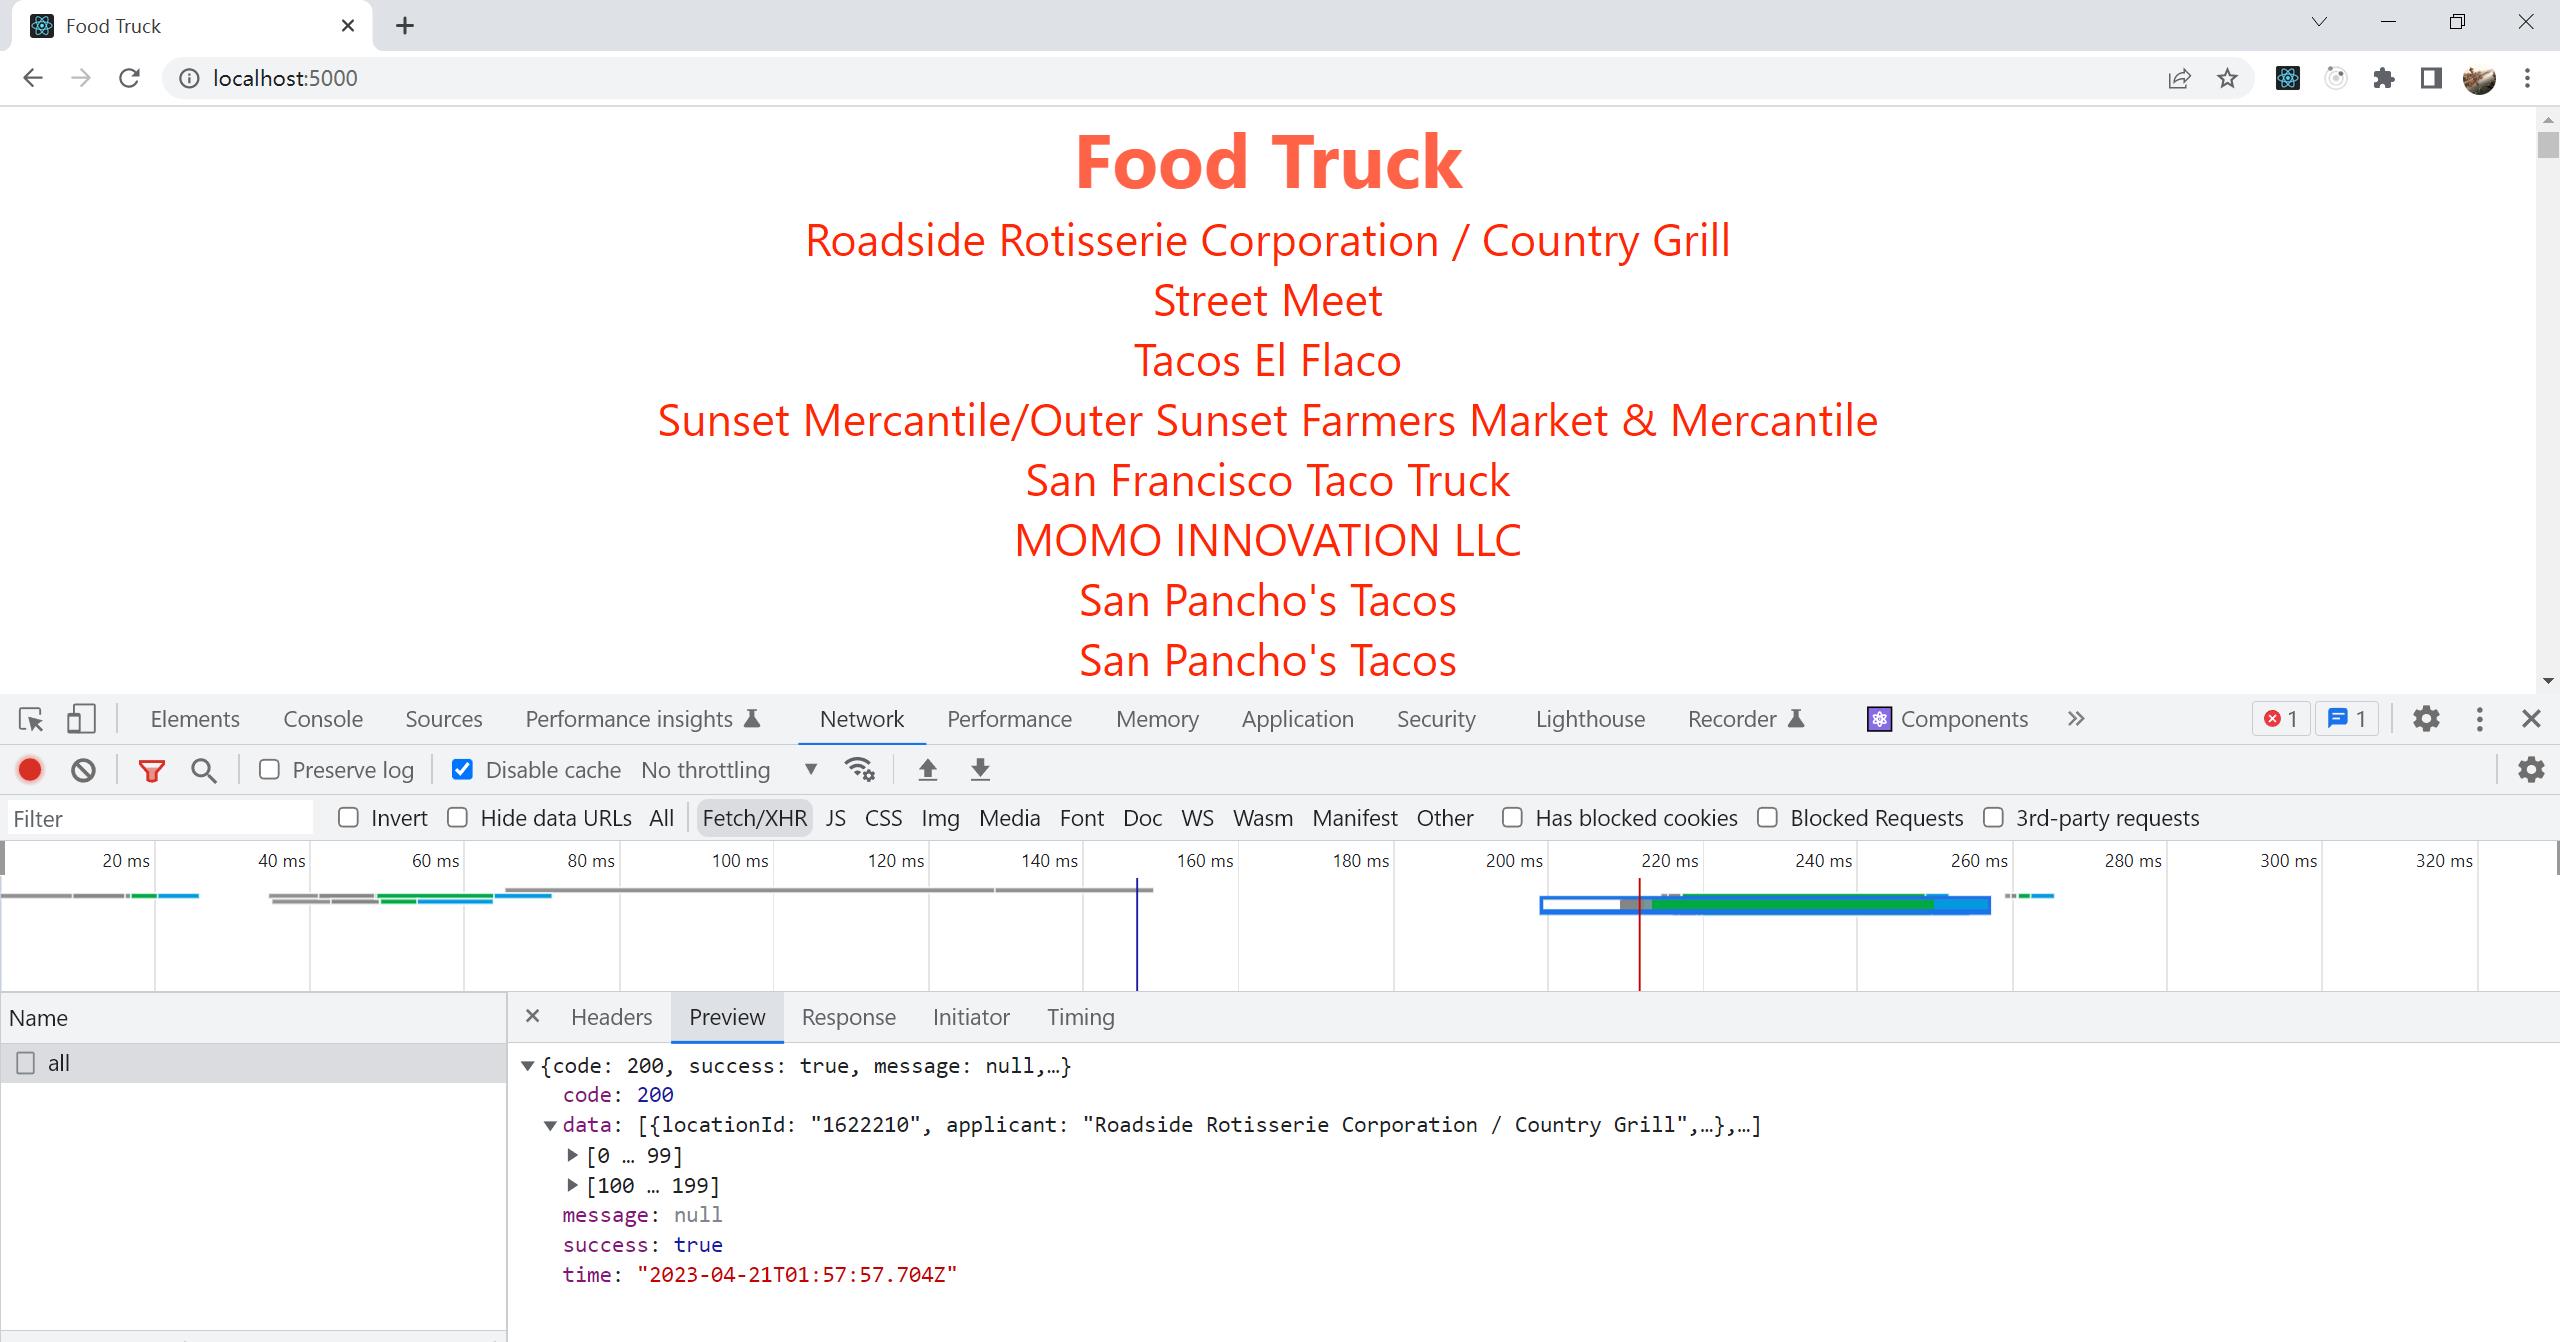 Food Truck
localhost:5000
Food Truck
Roadside Rotisserie Corporation / Country Grill
Street Meet
Tacos El Flaco
Sunset Mercantile/Outer Sunset Farmers Market & Mercantile
San Francisco Taco Truck
MOMO INNOVATION LLC
San Pancho's Tacos
San Pancho's Tacos
Elements Console Sources Performance insights Network Performance Memory Application Security Lighthouse Recorder Components 1 1
Preserve log Disable cache No throttling
Filter Invert Hide data URLs All Fetch/XHR JS CSS Img Media Font Doc WS Wasm Manifest Other Has blocked cookies Blocked Requests 3rd-party requests
20 ms 40 ms 60 ms 80 ms 100 ms 120 ms 140 ms 160 ms 180 ms 200 ms 220 ms 240 ms 260 ms 280 ms 300 ms 320 ms
Name
all
Headers Preview Response Initiator Timing
{code: 200, success: true, message: null,…}
code: 200
data: [{locationId: "1622210", applicant: "Roadside Rotisserie Corporation / Country Grill",…},…]
[0 … 99]
[100 … 199]
message: null
success: true
time: "2023-04-21T01:57:57.704Z"